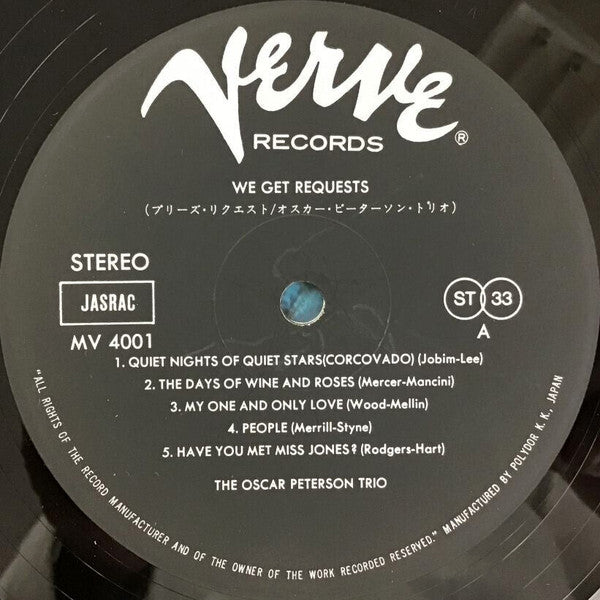 Verve
RECORDS ®
WE GET REQUESTS
(プリーズ・リクエスト/オスカー・ピーターソン・トリオ)
STEREO
JASRAC
MV 4001
ST 33
A
1. QUIET NIGHTS OF QUIET STARS(CORCOVADO) (Jobim-Lee)
2. THE DAYS OF WINE AND ROSES (Mercer-Mancini)
3. MY ONE AND ONLY LOVE (Wood-Mellin)
4. PEOPLE (Merrill-Styne)
5. HAVE YOU MET MISS JONES? (Rodgers-Hart)
THE OSCAR PETERSON TRIO
"ALL RIGHTS OF THE RECORD MANUFACTURER AND OF THE OWNER OF THE WORK RECORDED RESERVED." MANUFACTURED BY POLYDOR K.K., JAPAN